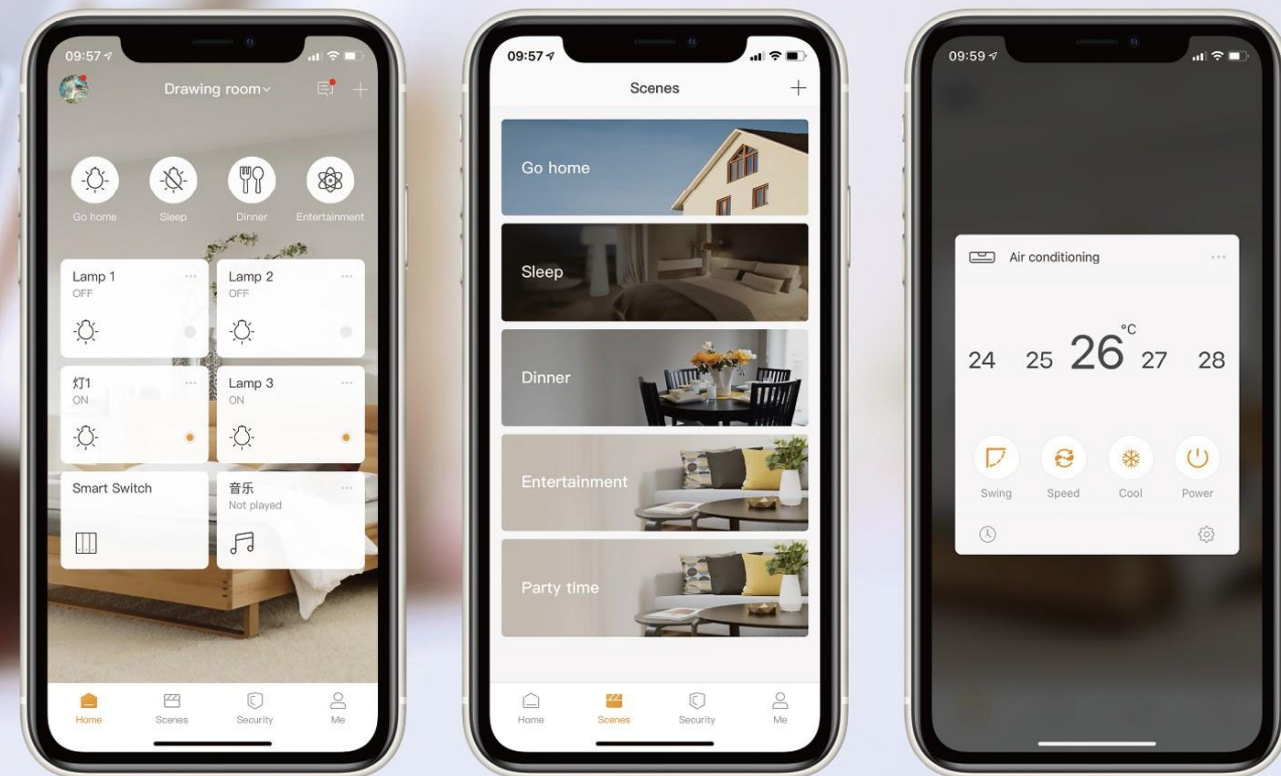 09:57
Drawing room
Go home
Sleep
Dinner
Entertainment
Lamp 1
OFF
Lamp 2
OFF
灯1
ON
Lamp 3
ON
Smart Switch
音乐
Not played
Home
Scenes
Security
Me
09:57
Scenes
Go home
Sleep
Dinner
Entertainment
Party time
Home
Scenes
Security
Me
09:59
Air conditioning
24 25 26 °C 27 28
Swing
Speed
Cool
Power